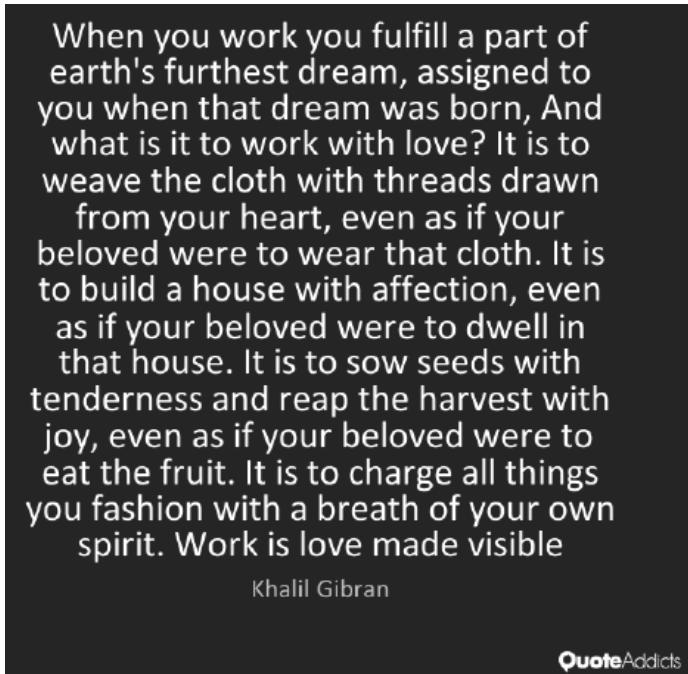 When you work you fulfill a part of
earth's furthest dream, assigned to
you when that dream was born, And
what is it to work with love? It is to
weave the cloth with threads drawn
from your heart, even as if your
beloved were to wear that cloth. It is
to build a house with affection, even
as if your beloved were to dwell in
that house. It is to sow seeds with
tenderness and reap the harvest with
joy, even as if your beloved were to
eat the fruit. It is to charge all things
you fashion with a breath of your own
spirit. Work is love made visible
Khalil Gibran
QuoteAddicts